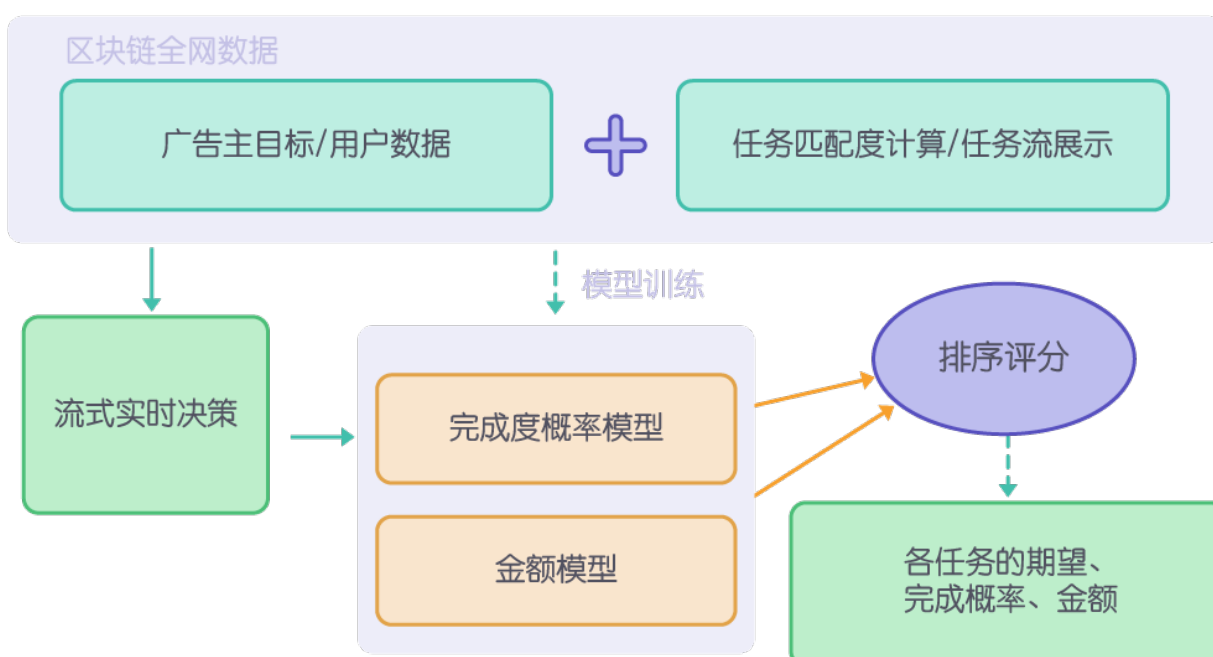 区块链全网数据
广告主目标/用户数据
任务匹配度计算/任务流展示
模型训练
流式实时决策
完成度概率模型
金额模型
排序评分
各任务的期望、
完成概率、金额